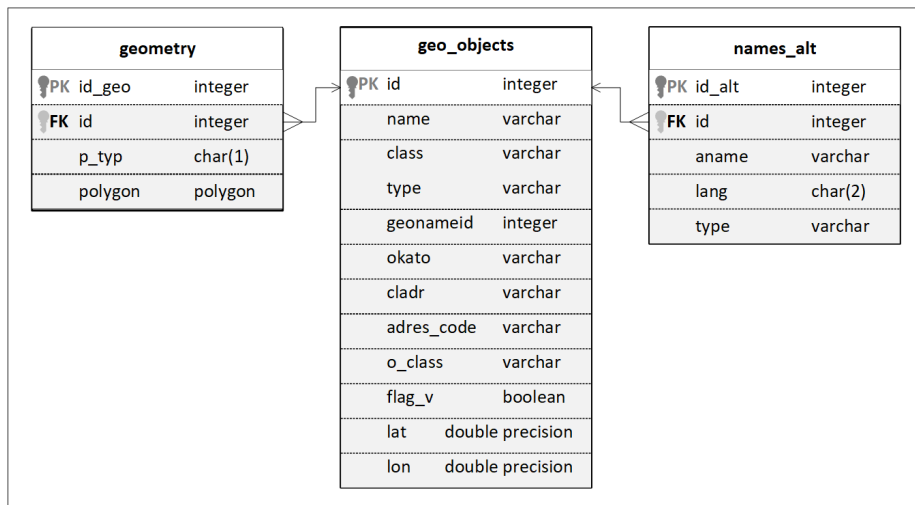 geometry
PK id_geo integer
FK id integer
p_typ char(1)
polygon polygon
geo_objects
PK id integer
name varchar
class varchar
type varchar
geonameid integer
okato varchar
cladr varchar
adres_code varchar
o_class varchar
flag_v boolean
lat double precision
lon double precision
names_alt
PK id_alt integer
FK id integer
aname varchar
lang char(2)
type varchar